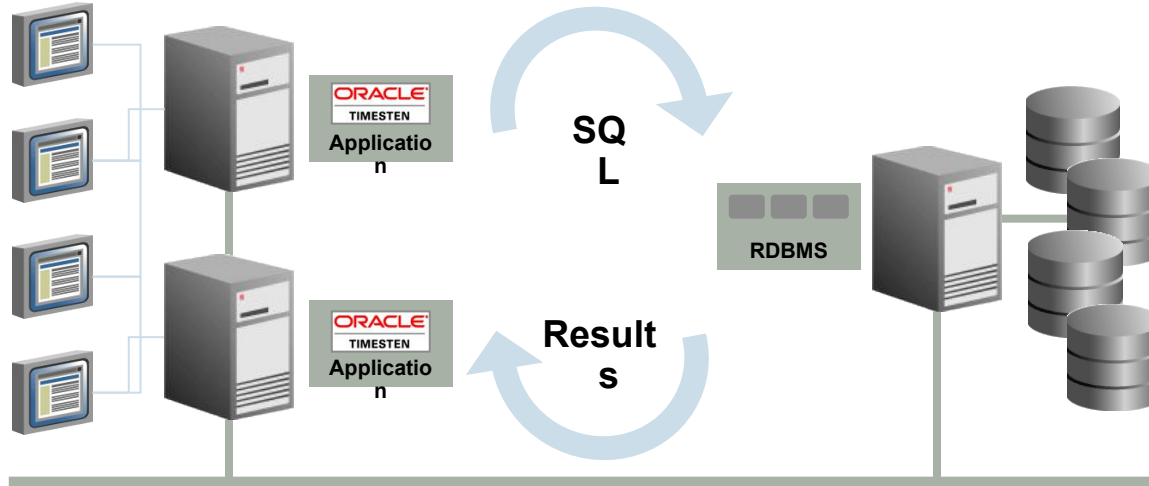 ORACLE
TIMESTEN
Applicatio
n
SQ
L
RDBMS
ORACLE
TIMESTEN
Applicatio
n
Result
s